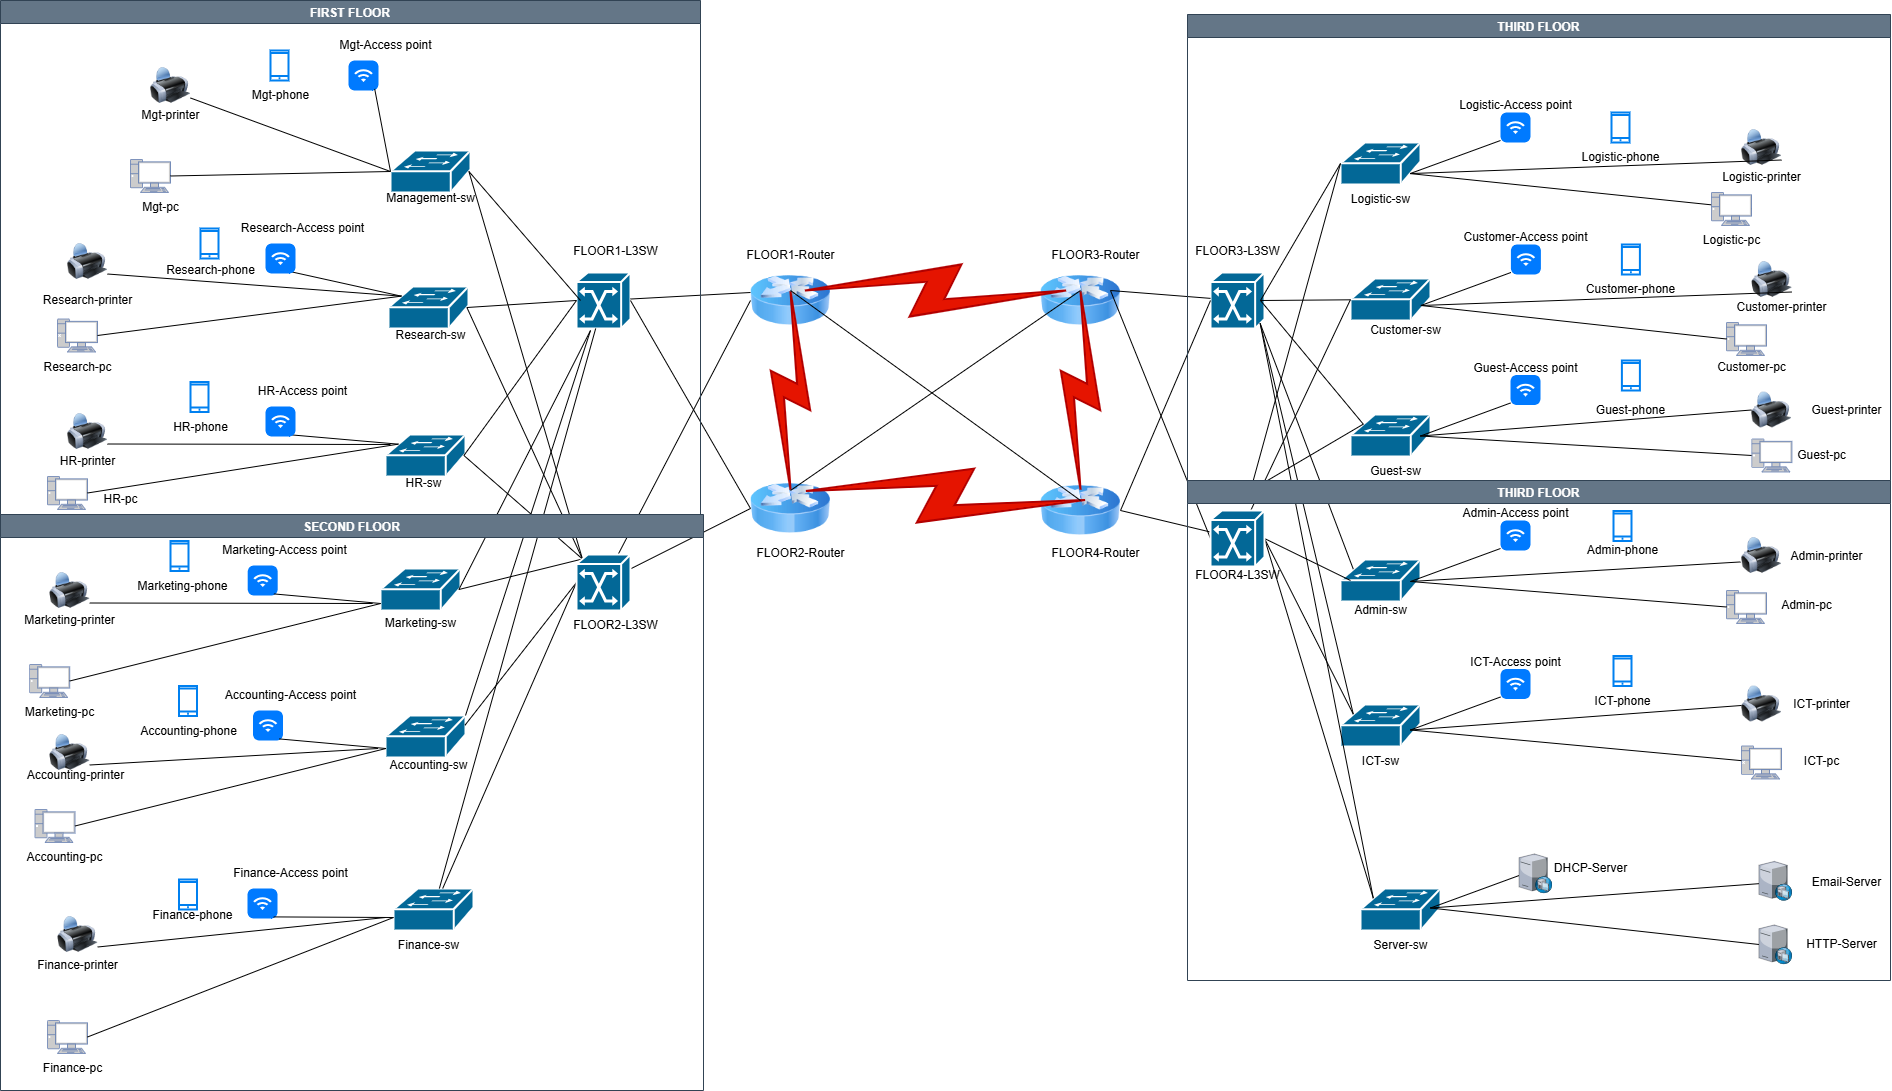 FIRST FLOOR
Mgt-Access point
Mgt-phone
Mgt-printer
Mgt-pc
Management-sw
Research-Access point
Research-phone
Research-printer
Research-pc
Research-sw
HR-Access point
HR-phone
HR-printer
HR-pc
HR-sw
FLOOR1-L3SW
SECOND FLOOR
Marketing-Access point
Marketing-phone
Marketing-printer
Marketing-pc
Marketing-sw
Accounting-Access point
Accounting-phone
Accounting-printer
Accounting-pc
Accounting-sw
Finance-Access point
Finance-phone
Finance-printer
Finance-pc
Finance-sw
FLOOR2-L3SW
FLOOR1-Router
FLOOR3-Router
FLOOR2-Router
FLOOR4-Router
THIRD FLOOR
FLOOR3-L3SW
Logistic-Access point
Logistic-phone
Logistic-printer
Logistic-pc
Logistic-sw
Customer-Access point
Customer-phone
Customer-printer
Customer-pc
Customer-sw
Guest-Access point
Guest-phone
Guest-printer
Guest-pc
Guest-sw
THIRD FLOOR
FLOOR4-L3SW
Admin-Access point
Admin-phone
Admin-printer
Admin-pc
Admin-sw
ICT-Access point
ICT-phone
ICT-printer
ICT-pc
ICT-sw
DHCP-Server
Email-Server
HTTP-Server
Server-sw